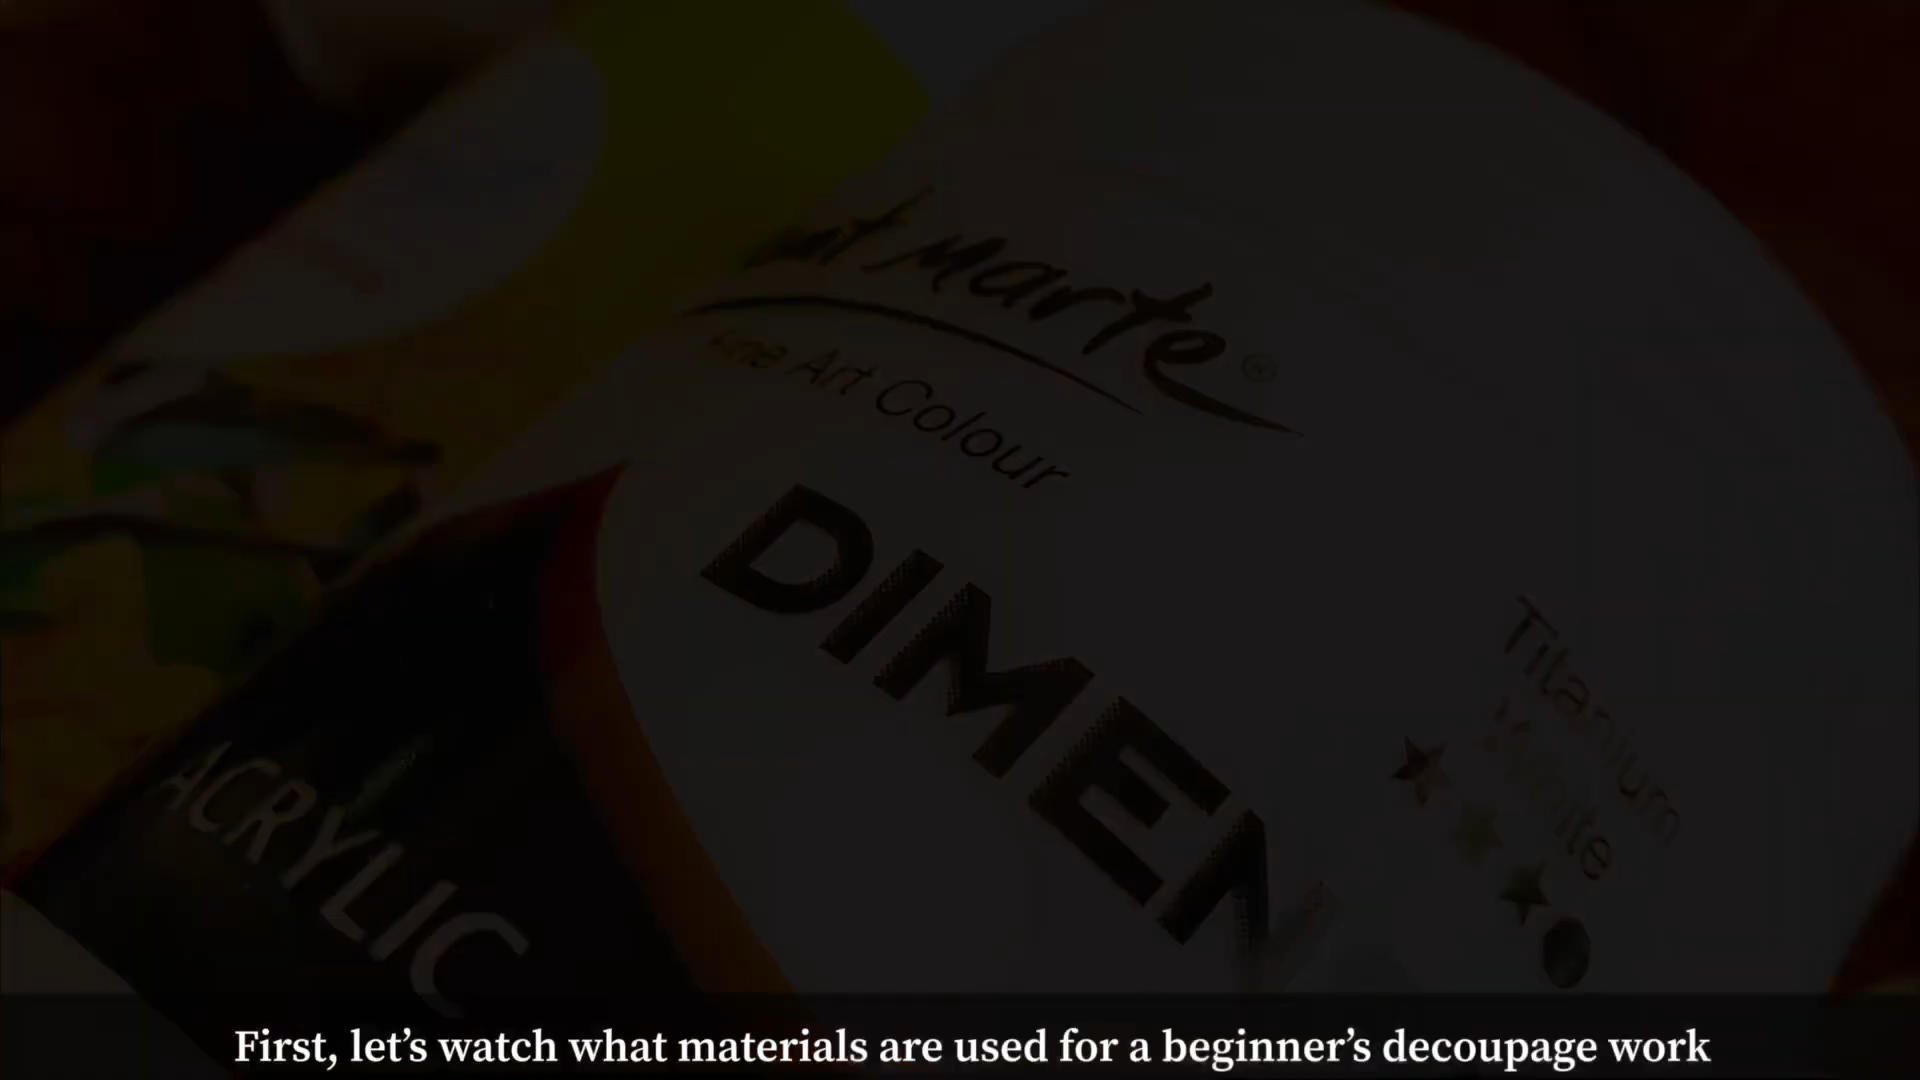 Marte®
Fine Art Colour
DIMEN
Titanium
White
ACRYLIC
First, let’s watch what materials are used for a beginner’s decoupage work